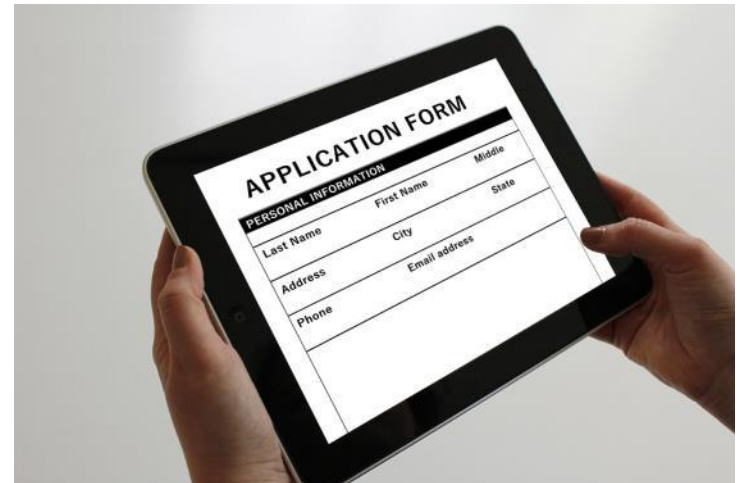 APPLICATION FORM
PERSONAL INFORMATION
Last Name First Name Middle
Address City State
Phone Email address